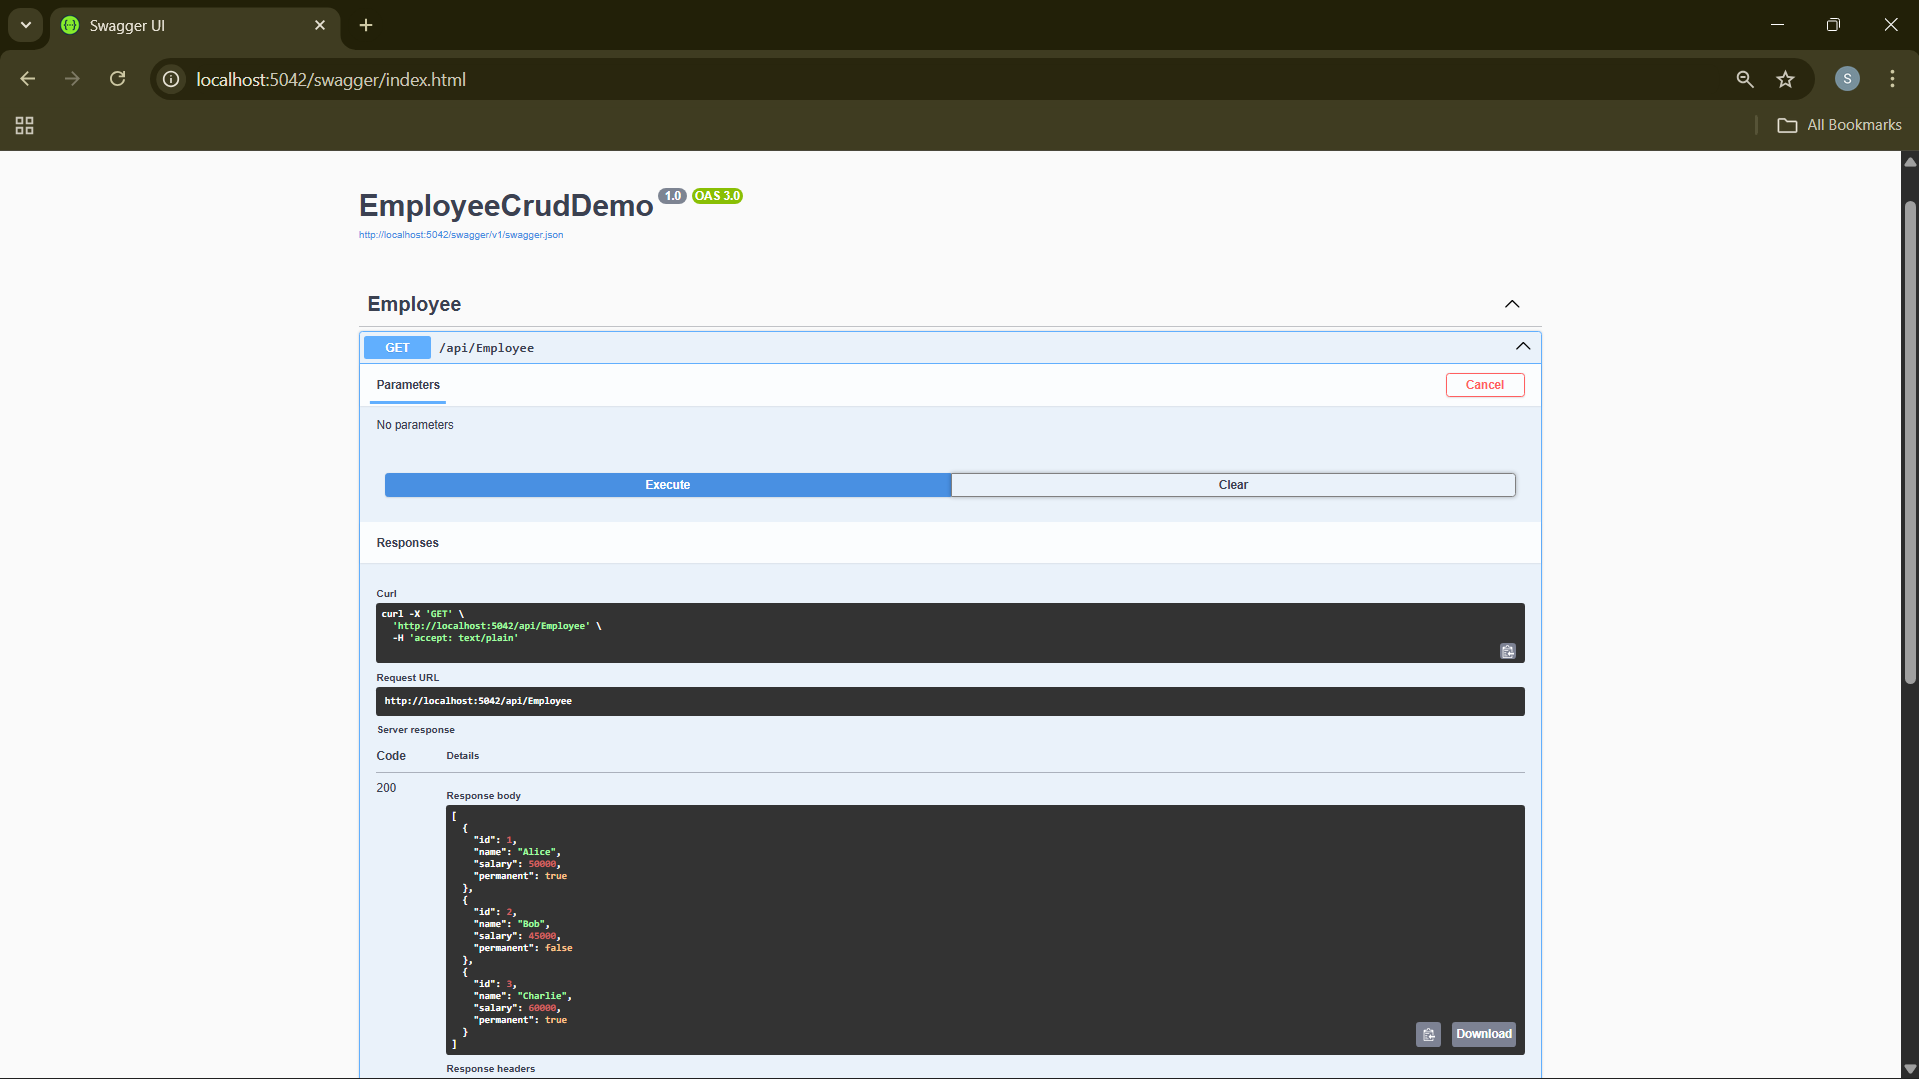 Swagger UI
localhost:5042/swagger/index.html
S
All Bookmarks
EmployeeCrudDemo 1.0 OAS 3.0
http://localhost:5042/swagger/v1/swagger.json
Employee
GET /api/Employee
Parameters
Cancel
No parameters
Execute
Clear
Responses
Curl
curl -X 'GET' \
'http://localhost:5042/api/Employee' \
-H 'accept: text/plain'
Request URL
http://localhost:5042/api/Employee
Server response
Code Details
200
Response body
[
{
"id": 1,
"name": "Alice",
"salary": 50000,
"permanent": true
},
{
"id": 2,
"name": "Bob",
"salary": 45000,
"permanent": false
},
{
"id": 3,
"name": "Charlie",
"salary": 60000,
"permanent": true
}
]
Download
Response headers